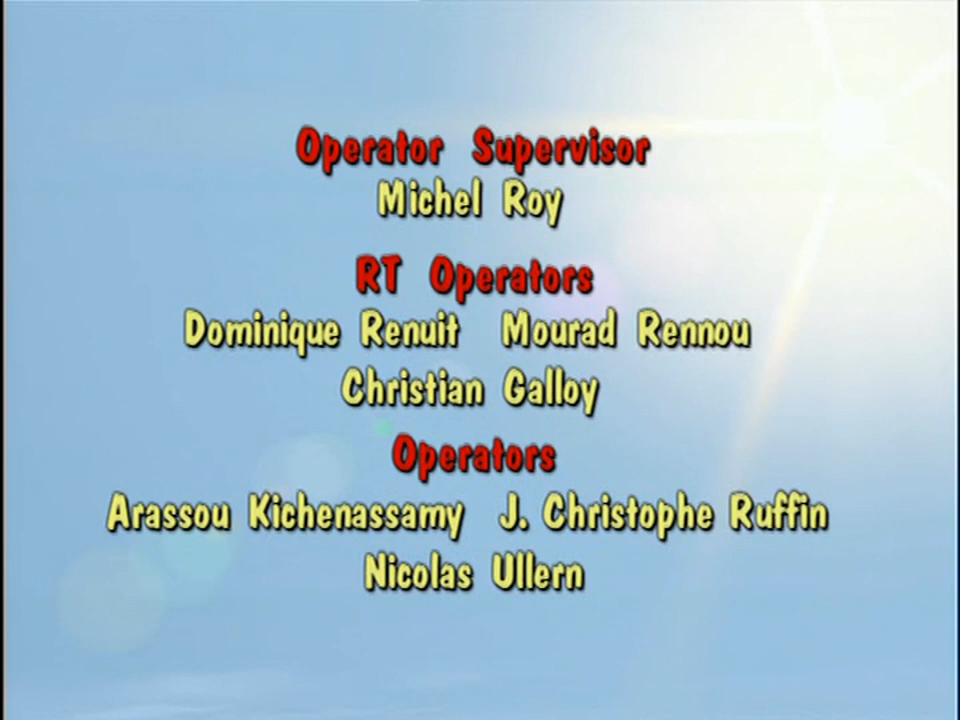 Operator Supervisor
Michel Roy
RT Operators
Dominique Renuit Mourad Rennou
Christian Galloy
Operators
Arassou Kichenassamy J. Christophe Ruffin
Nicolas Ullern